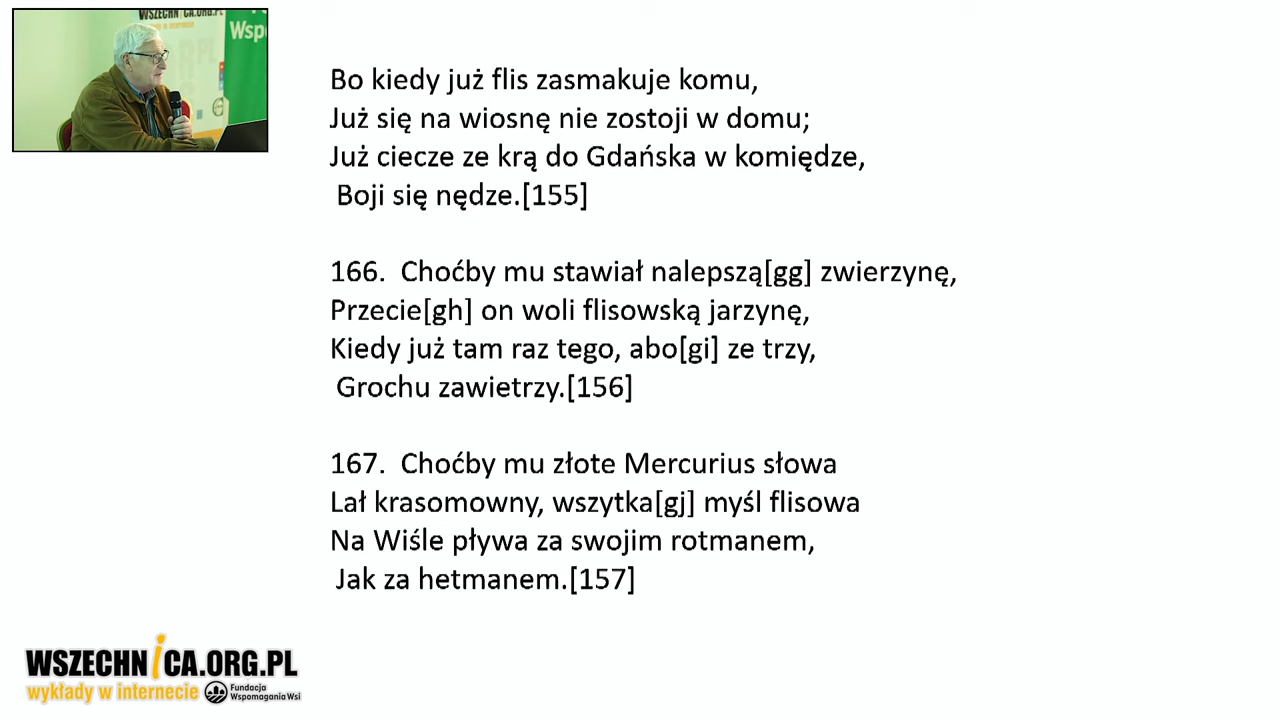 WSZECHNICA.ORG.PL
Wsp
Bo kiedy już flis zasmakuje komu,
Już się na wiosnę nie zostoji w domu;
Już ciecze ze krą do Gdańska w komiędze,
Boji się nędze.[155]
166. Choćby mu stawiał nalepszą[gg] zwierzynę,
Przecie[gh] on woli flisowską jarzynę,
Kiedy już tam raz tego, abo[gi] ze trzy,
Grochu zawietrzy.[156]
167. Choćby mu złote Mercurius słowa
Lał krasomowny, wszytka[gj] myśl flisowa
Na Wiśle pływa za swojim rotmanem,
Jak za hetmanem.[157]
WSZECHNiCA.ORG.PL
wykłady w internecie
Fundacja
Wspomagania Wsi